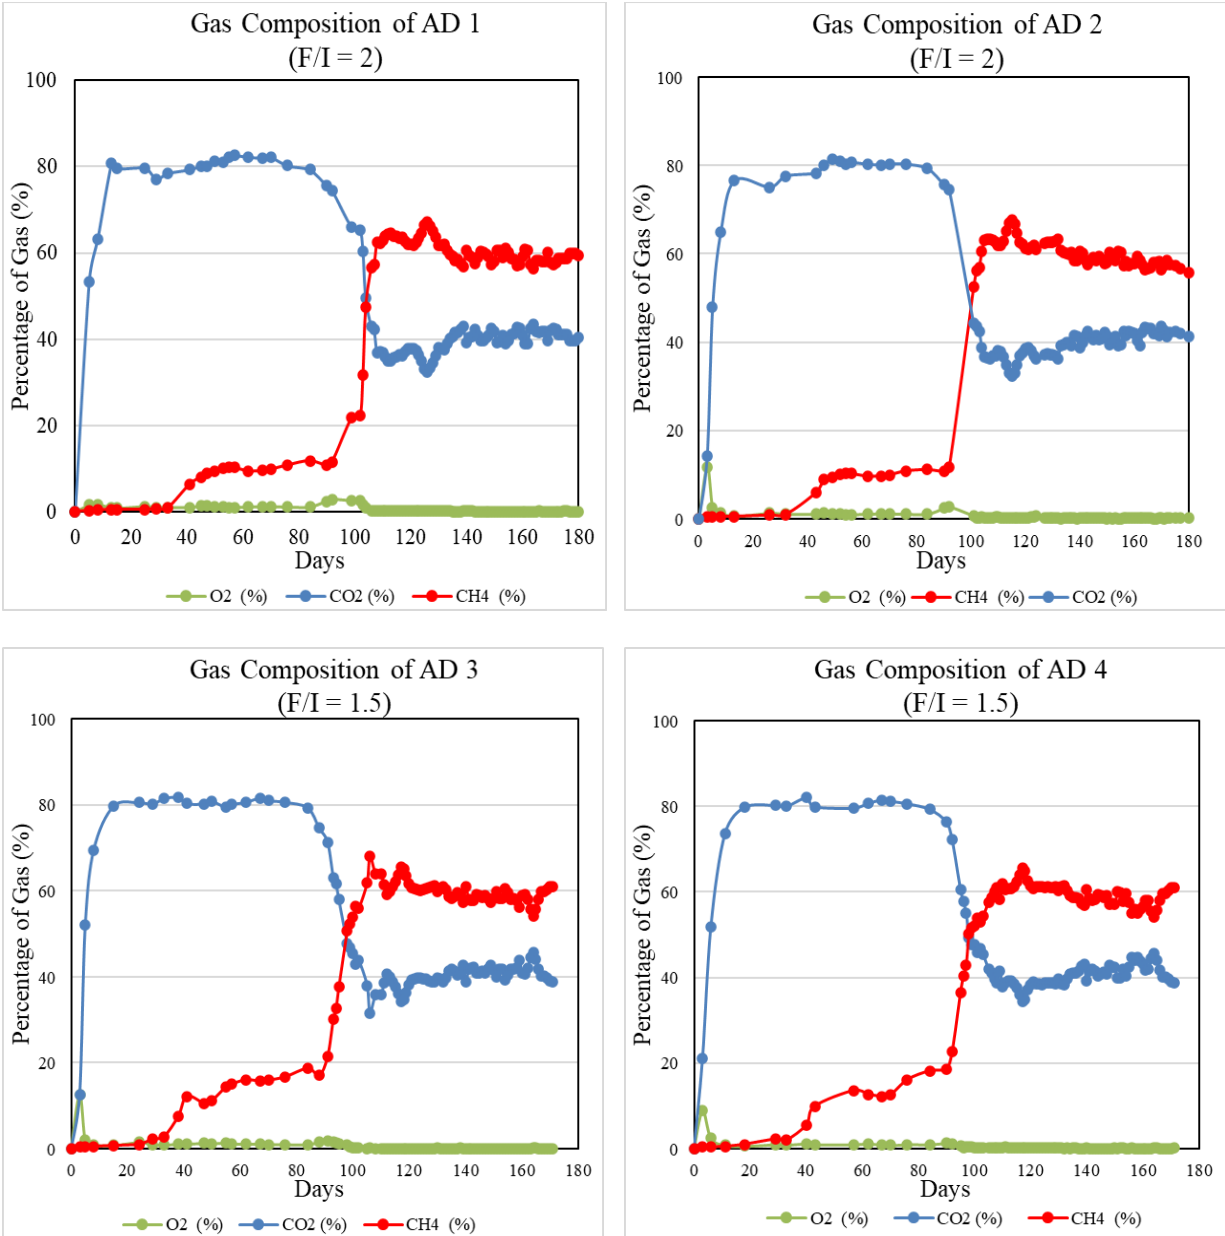 Gas Composition of AD 1
(F/I = 2)
Percentage of Gas (%)
100
80
60
40
20
0
0 20 40 60 80 100 120 140 160 180
Days
O2 (%) CO2 (%) CH4 (%)
Gas Composition of AD 2
(F/I = 2)
Percentage of Gas (%)
100
80
60
40
20
0
0 20 40 60 80 100 120 140 160 180
Days
O2 (%) CH4 (%) CO2 (%)
Gas Composition of AD 3
(F/I = 1.5)
Percentage of Gas (%)
100
80
60
40
20
0
0 20 40 60 80 100 120 140 160 180
Days
O2 (%) CO2 (%) CH4 (%)
Gas Composition of AD 4
(F/I = 1.5)
Percentage of Gas (%)
100
80
60
40
20
0
0 20 40 60 80 100 120 140 160 180
Days
O2 (%) CO2 (%) CH4 (%)